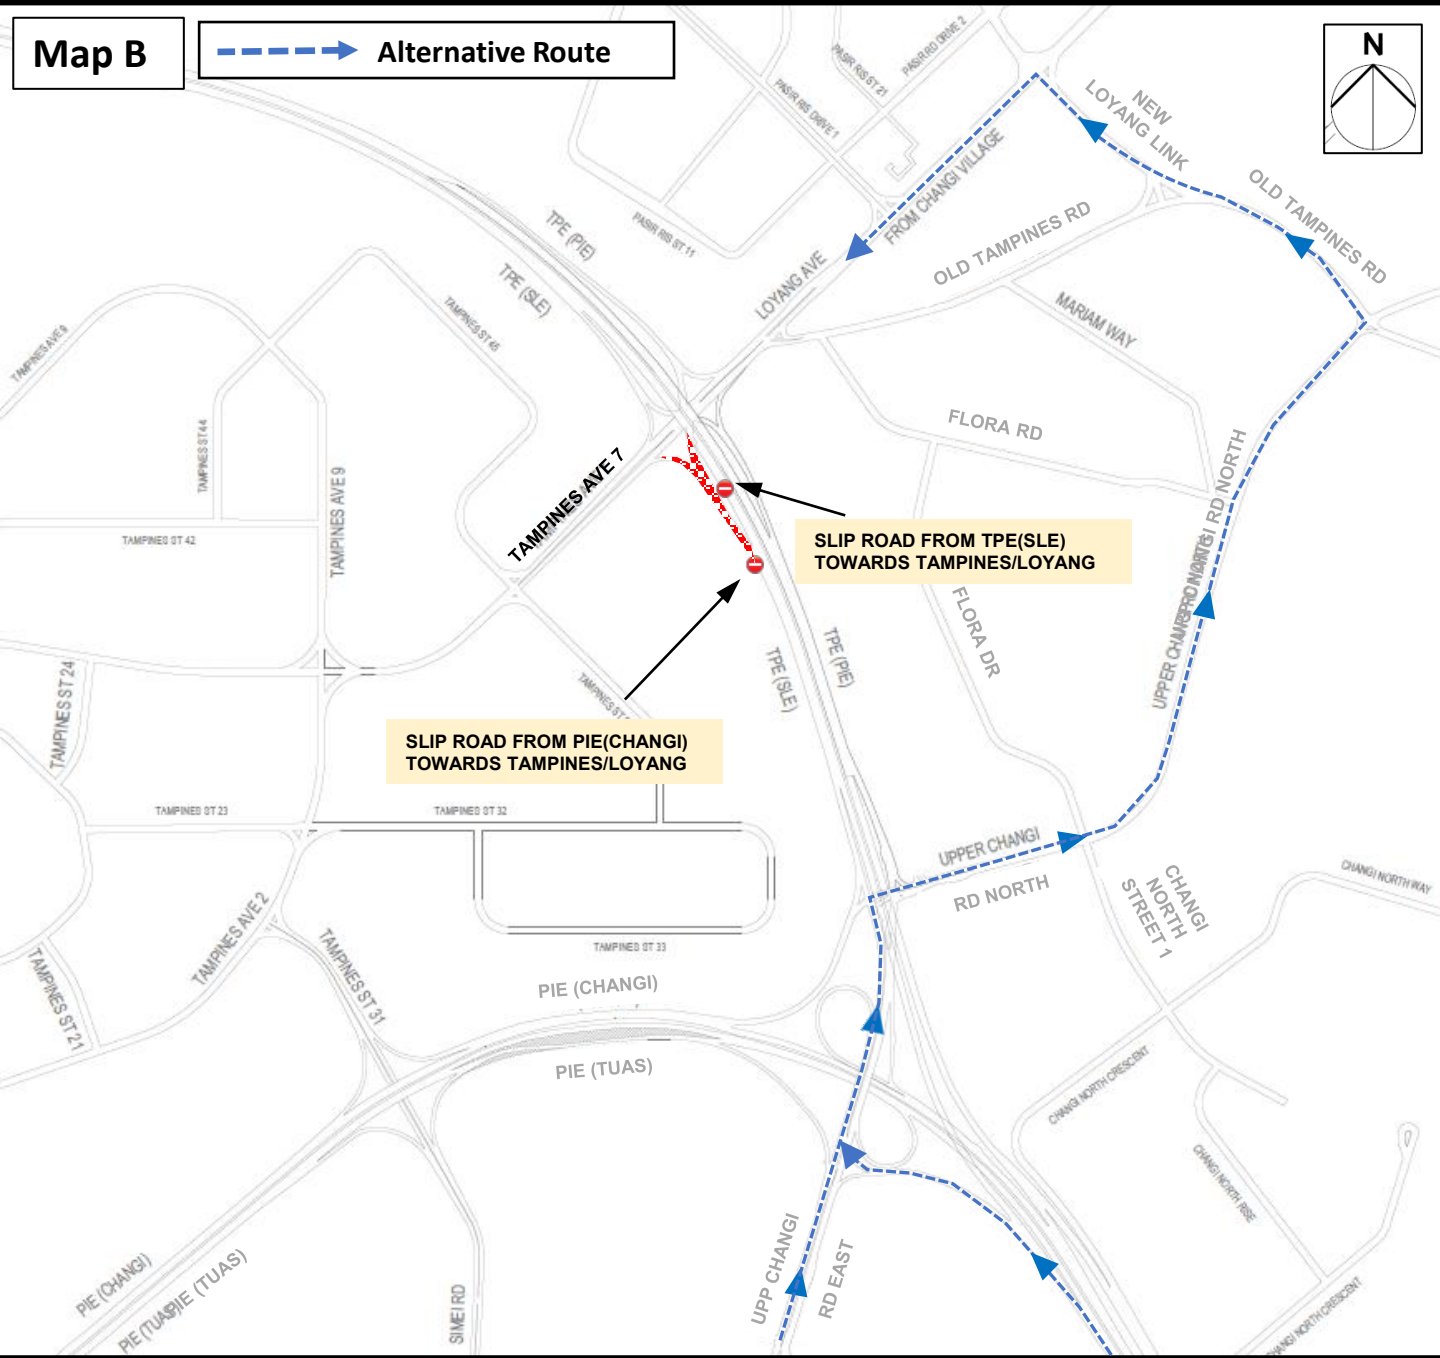 Map B
Alternative Route
N
PASIR RIS DRIVE 2
PASIR RIS ST 21
PASIR RIS DRIVE 1
NEW
LOYANG LINK
FROM CHANGI VILLAGE
OLD TAMPINES RD
OLD TAMPINES RD
PASIR RIS ST 11
TPE (PIE)
TPE (SLE)
LOYANG AVE
MARIAM WAY
TAMPINES ST 45
TAMPINES AVE 9
FLORA RD
TAMPINES ST 44
TAMPINES AVE 9
TAMPINES AVE 7
UPPER CHANGI RD NORTH
SLIP ROAD FROM TPE(SLE)
TOWARDS TAMPINES/LOYANG
TAMPINES ST 42
FLORA DR
TPE (PIE)
TPE (SLE)
TAMPINES ST 24
TAMPINES ST
SLIP ROAD FROM PIE(CHANGI)
TOWARDS TAMPINES/LOYANG
TAMPINES ST 23
TAMPINES ST 32
UPPER CHANGI
RD NORTH
CHANGI
NORTH
STREET 1
CHANGI NORTH WAY
TAMPINES AVE 2
TAMPINES ST 33
TAMPINES ST 31
TAMPINES ST 21
PIE (CHANGI)
PIE (TUAS)
CHANGI NORTH CRESCENT
CHANGI NORTH RISE
UPP CHANGI
RD EAST
PIE (CHANGI)
PIE (TUAS)
PIE (TUAS)
SIMEI RD
CHANGI NORTH CRESCENT